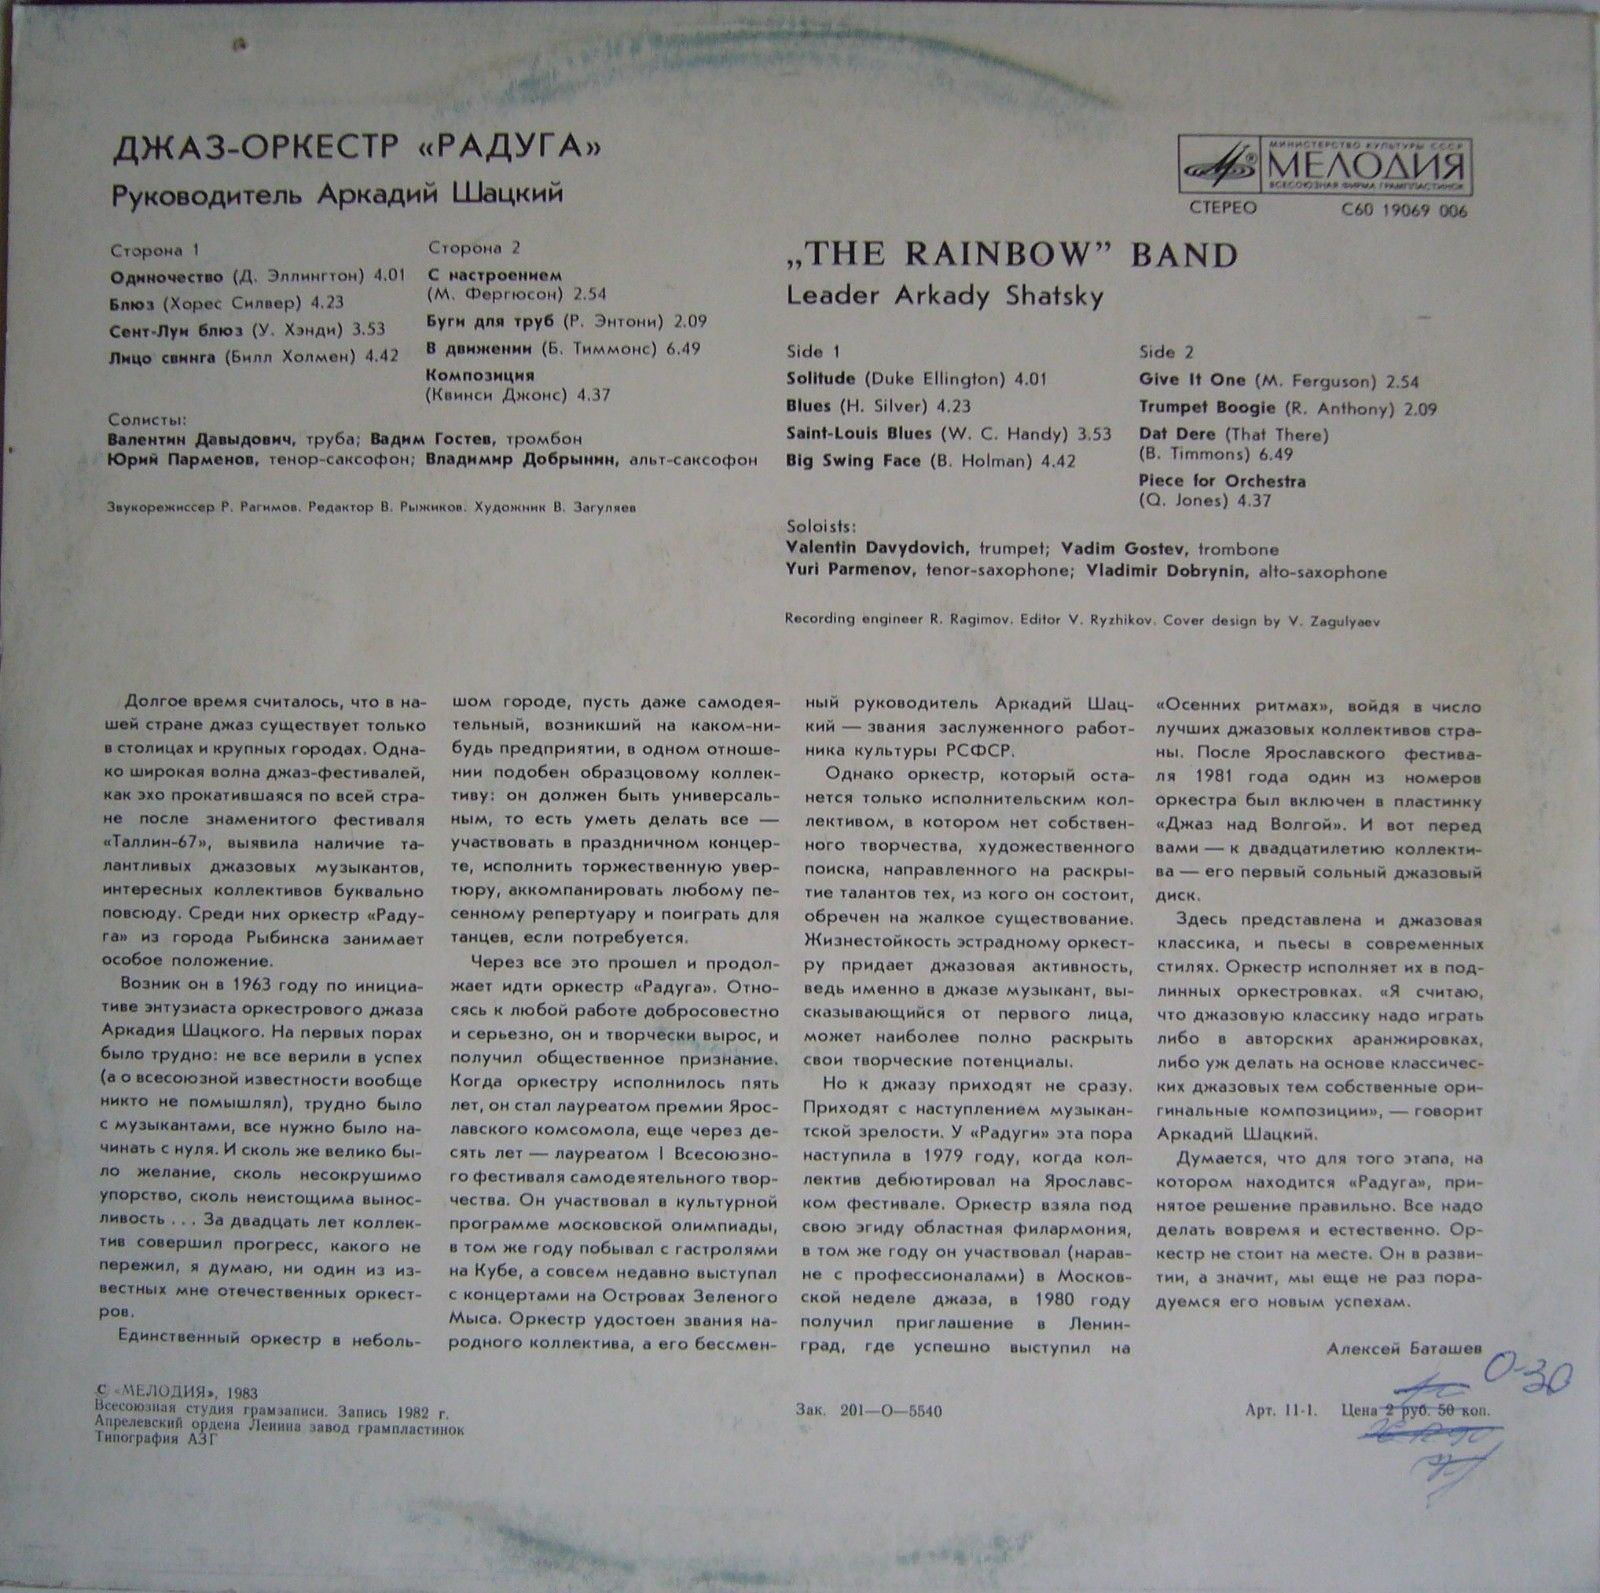 ДЖАЗ-ОРКЕСТР «РАДУГА»
Руководитель Аркадий Шацкий
Сторона 1
Одиночество (Д. Эллингтон) 4.01
Блюз (Хорес Силвер) 4.23
Сент-Луи блюз (У. Хэнди) 3.53
Лицо свинга (Билл Холмен) 4.42
Сторона 2
С настроением
(М. Фергюсон) 2.54
Буги для труб (Р. Энтони) 2.09
В движении (Б. Тиммонс) 6.49
Композиция
(Квинси Джонс) 4.37
Солисты:
Валентин Давыдович, труба; Вадим Гостев, тромбон
Юрий Парменов, тенор-саксофон; Владимир Добрынин, альт-саксофон
Звукорежиссер Р. Рагимов. Редактор В. Рыжиков. Художник В. Загуляев
МИНИСТЕРСТВО КУЛЬТУРЫ СССР
МЕЛОДИЯ
ВСЕСОЮЗНАЯ ФИРМА ГРАМПЛАСТИНОК
СТЕРЕО
С60 19069 006
„THE RAINBOW” BAND
Leader Arkady Shatsky
Side 1
Solitude (Duke Ellington) 4.01
Blues (H. Silver) 4.23
Saint-Louis Blues (W. C. Handy) 3.53
Big Swing Face (B. Holman) 4.42
Side 2
Give It One (M. Ferguson) 2.54
Trumpet Boogie (R. Anthony) 2.09
Dat Dere (That There)
(B. Timmons) 6.49
Piece for Orchestra
(Q. Jones) 4.37
Soloists:
Valentin Davydovich, trumpet; Vadim Gostev, trombone
Yuri Parmenov, tenor-saxophone; Vladimir Dobrynin, alto-saxophone
Recording engineer R. Ragimov. Editor V. Ryzhikov. Cover design by V. Zagulyaev
Долгое время считалось, что в на-
шей стране джаз существует только
в столицах и крупных городах. Одна-
ко широкая волна джаз-фестивалей,
как эхо прокатившаяся по всей стра-
не после знаменитого фестиваля
«Таллин-67», выявила наличие та-
лантливых джазовых музыкантов,
интересных коллективов буквально
повсюду. Среди них оркестр «Раду-
га» из города Рыбинска занимает
особое положение.
Возник он в 1963 году по инициа-
тиве энтузиаста оркестрового джаза
Аркадия Шацкого. На первых порах
было трудно: не все верили в успех
(а о всесоюзной известности вообще
никто не помышлял), трудно было
с музыкантами, все нужно было на-
чинать с нуля. И сколь же велико бы-
ло желание, сколь несокрушимо
упорство, сколь неистощима вынос-
ливость . . . За двадцать лет коллек-
тив совершил прогресс, какого не
пережил, я думаю, ни один из из-
вестных мне отечественных оркест-
ров.
Единственный оркестр в неболь-
шом городе, пусть даже самодея-
тельный, возникший на каком-ни-
будь предприятии, в одном отноше-
нии подобен образцовому коллек-
тиву: он должен быть универсаль-
ным, то есть уметь делать все —
участвовать в праздничном концер-
те, исполнить торжественную увер-
тюру, аккомпанировать любому пе-
сенному репертуару и поиграть для
танцев, если потребуется.
Через все это прошел и продол-
жает идти оркестр «Радуга». Отно-
сясь к любой работе добросовестно
и серьезно, он и творчески вырос, и
получил общественное признание.
Когда оркестру исполнилось пять
лет, он стал лауреатом премии Ярос-
лавского комсомола, еще через де-
сять лет — лауреатом I Всесоюзно-
го фестиваля самодеятельного твор-
чества. Он участвовал в культурной
программе московской олимпиады,
в том же году побывал с гастролями
на Кубе, а совсем недавно выступал
с концертами на Островах Зеленого
Мыса. Оркестр удостоен звания на-
родного коллектива, а его бессмен-
ный руководитель Аркадий Шац-
кий — звания заслуженного работ-
ника культуры РСФСР.
Однако оркестр, который оста-
нется только исполнительским кол-
лективом, в котором нет собствен-
ного творчества, художественного
поиска, направленного на раскры-
тие талантов тех, из кого он состоит,
обречен на жалкое существование.
Жизнестойкость эстрадному оркест-
ру придает джазовая активность,
ведь именно в джазе музыкант, вы-
сказывающийся от первого лица,
может наиболее полно раскрыть
свои творческие потенциалы.
Но к джазу приходят не сразу.
Приходят с наступлением музыкан-
тской зрелости. У «Радуги» эта пора
наступила в 1979 году, когда кол-
лектив дебютировал на Ярославс-
ком фестивале. Оркестр взяла под
свою эгиду областная филармония,
в том же году он участвовал (нарав-
не с профессионалами) в Москов-
ской неделе джаза, в 1980 году
получил приглашение в Ленин-
град, где успешно выступил на
«Осенних ритмах», войдя в число
лучших джазовых коллективов стра-
ны. После Ярославского фестива-
ля 1981 года один из номеров
оркестра был включен в пластинку
«Джаз над Волгой». И вот перед
вами — к двадцатилетию коллекти-
ва — его первый сольный джазовый
диск.
Здесь представлена и джазовая
классика, и пьесы в современных
стилях. Оркестр исполняет их в под-
линных оркестровках. «Я считаю,
что джазовую классику надо играть
либо в авторских аранжировках,
либо уж делать на основе классичес-
ких джазовых тем собственные ори-
гинальные композиции», — говорит
Аркадий Шацкий.
Думается, что для того этапа, на
котором находится «Радуга», при-
нятое решение правильно. Все надо
делать вовремя и естественно. Ор-
кестр не стоит на месте. Он в разви-
тии, а значит, мы еще не раз пора-
дуемся его новым успехам.
Алексей Баташев
0-30
© «МЕЛОДИЯ», 1983
Всесоюзная студия грамзаписи. Запись 1982 г.
Апрелевский ордена Ленина завод грампластинок
Типография АЗГ
Зак. 201—О—5540
Арт. 11-1. Цена 2 руб. 50 коп.